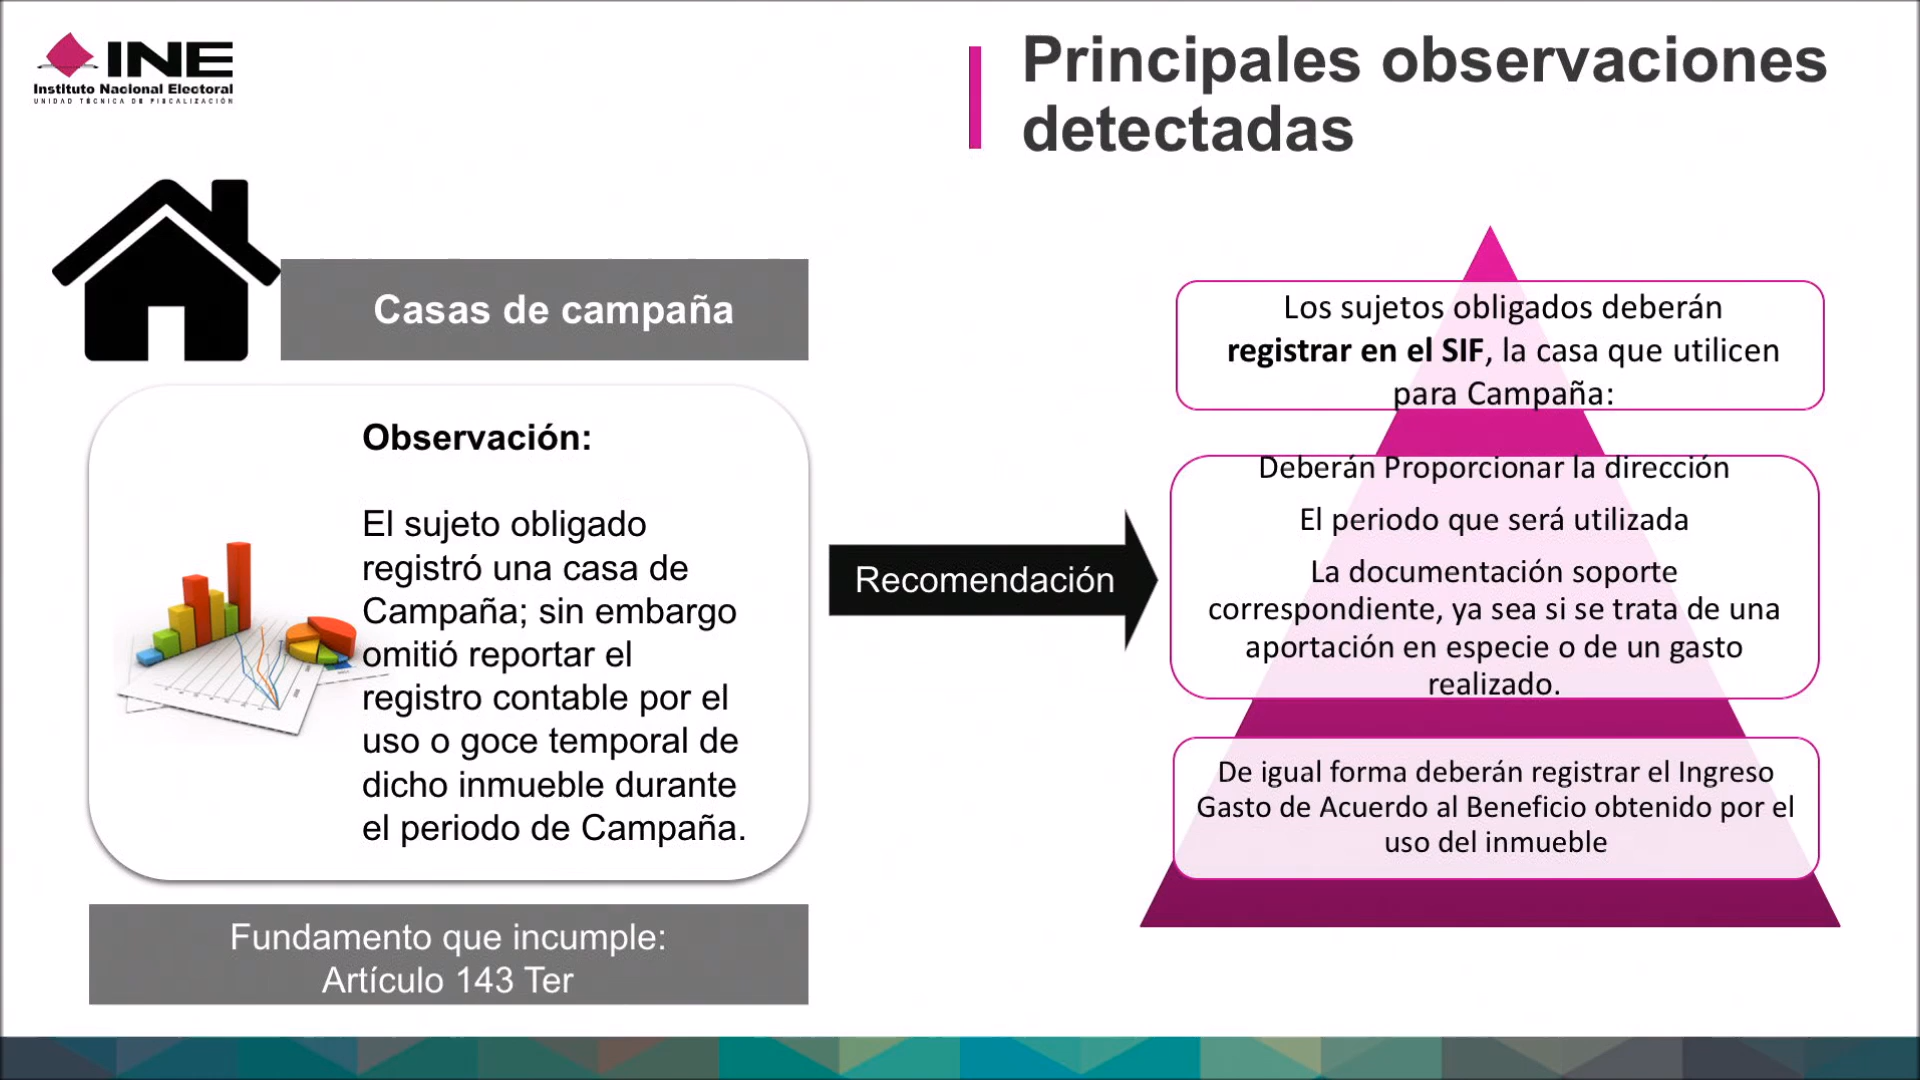 INE
Instituto Nacional Electoral
UNIDAD TÉCNICA DE FISCALIZACIÓN
Principales observaciones
detectadas
Casas de campaña
Observación:
El sujeto obligado
registró una casa de
Campaña; sin embargo
omitió reportar el
registro contable por el
uso o goce temporal de
dicho inmueble durante
el periodo de Campaña.
Fundamento que incumple:
Artículo 143 Ter
Recomendación
Los sujetos obligados deberán
registrar en el SIF, la casa que utilicen
para Campaña:
Deberán Proporcionar la dirección
El periodo que será utilizada
La documentación soporte
correspondiente, ya sea si se trata de una
aportación en especie o de un gasto
realizado.
De igual forma deberán registrar el Ingreso
Gasto de Acuerdo al Beneficio obtenido por el
uso del inmueble